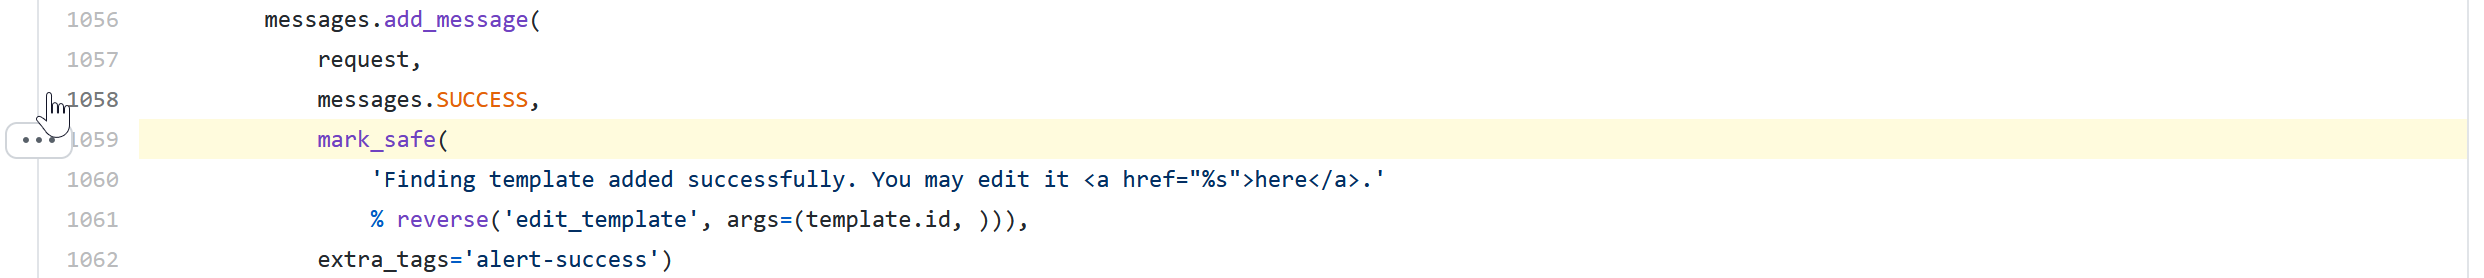 1056 messages.add_message(
1057 request,
1058 messages.SUCCESS,
1059 mark_safe(
1060 'Finding template added successfully. You may edit it <a href="%s">here</a>.'
1061 % reverse('edit_template', args=(template.id, ))),
1062 extra_tags='alert-success')